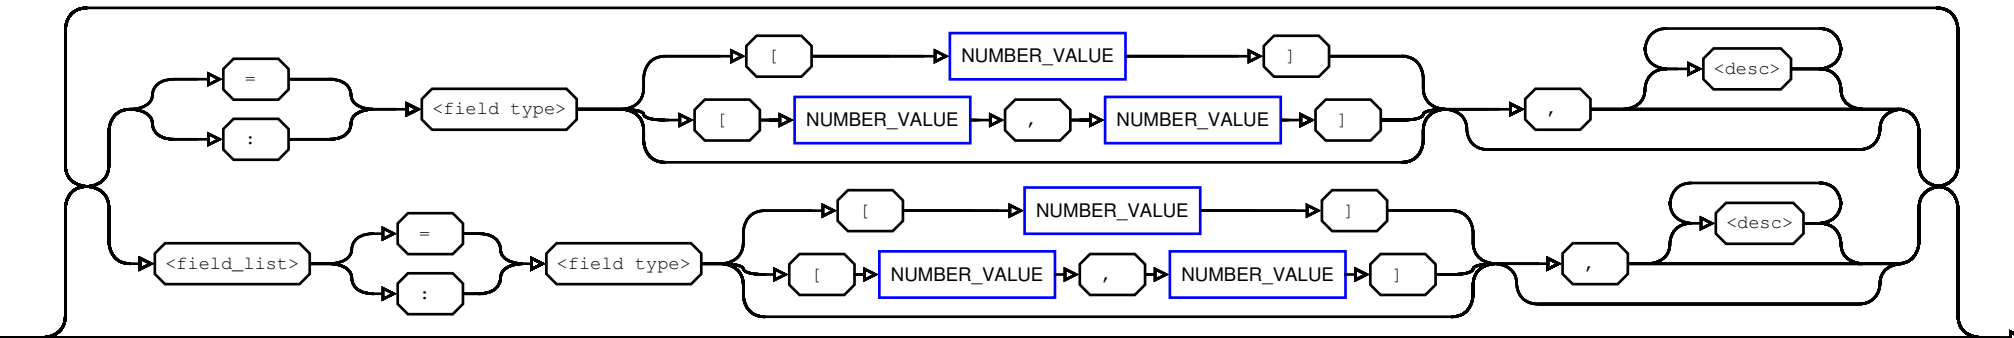 [ NUMBER_VALUE ]
<desc>
=
<field type>
,
[ NUMBER_VALUE , NUMBER_VALUE ]
:
[ NUMBER_VALUE ]
<desc>
=
<field_list>
<field type>
,
[ NUMBER_VALUE , NUMBER_VALUE ]
: